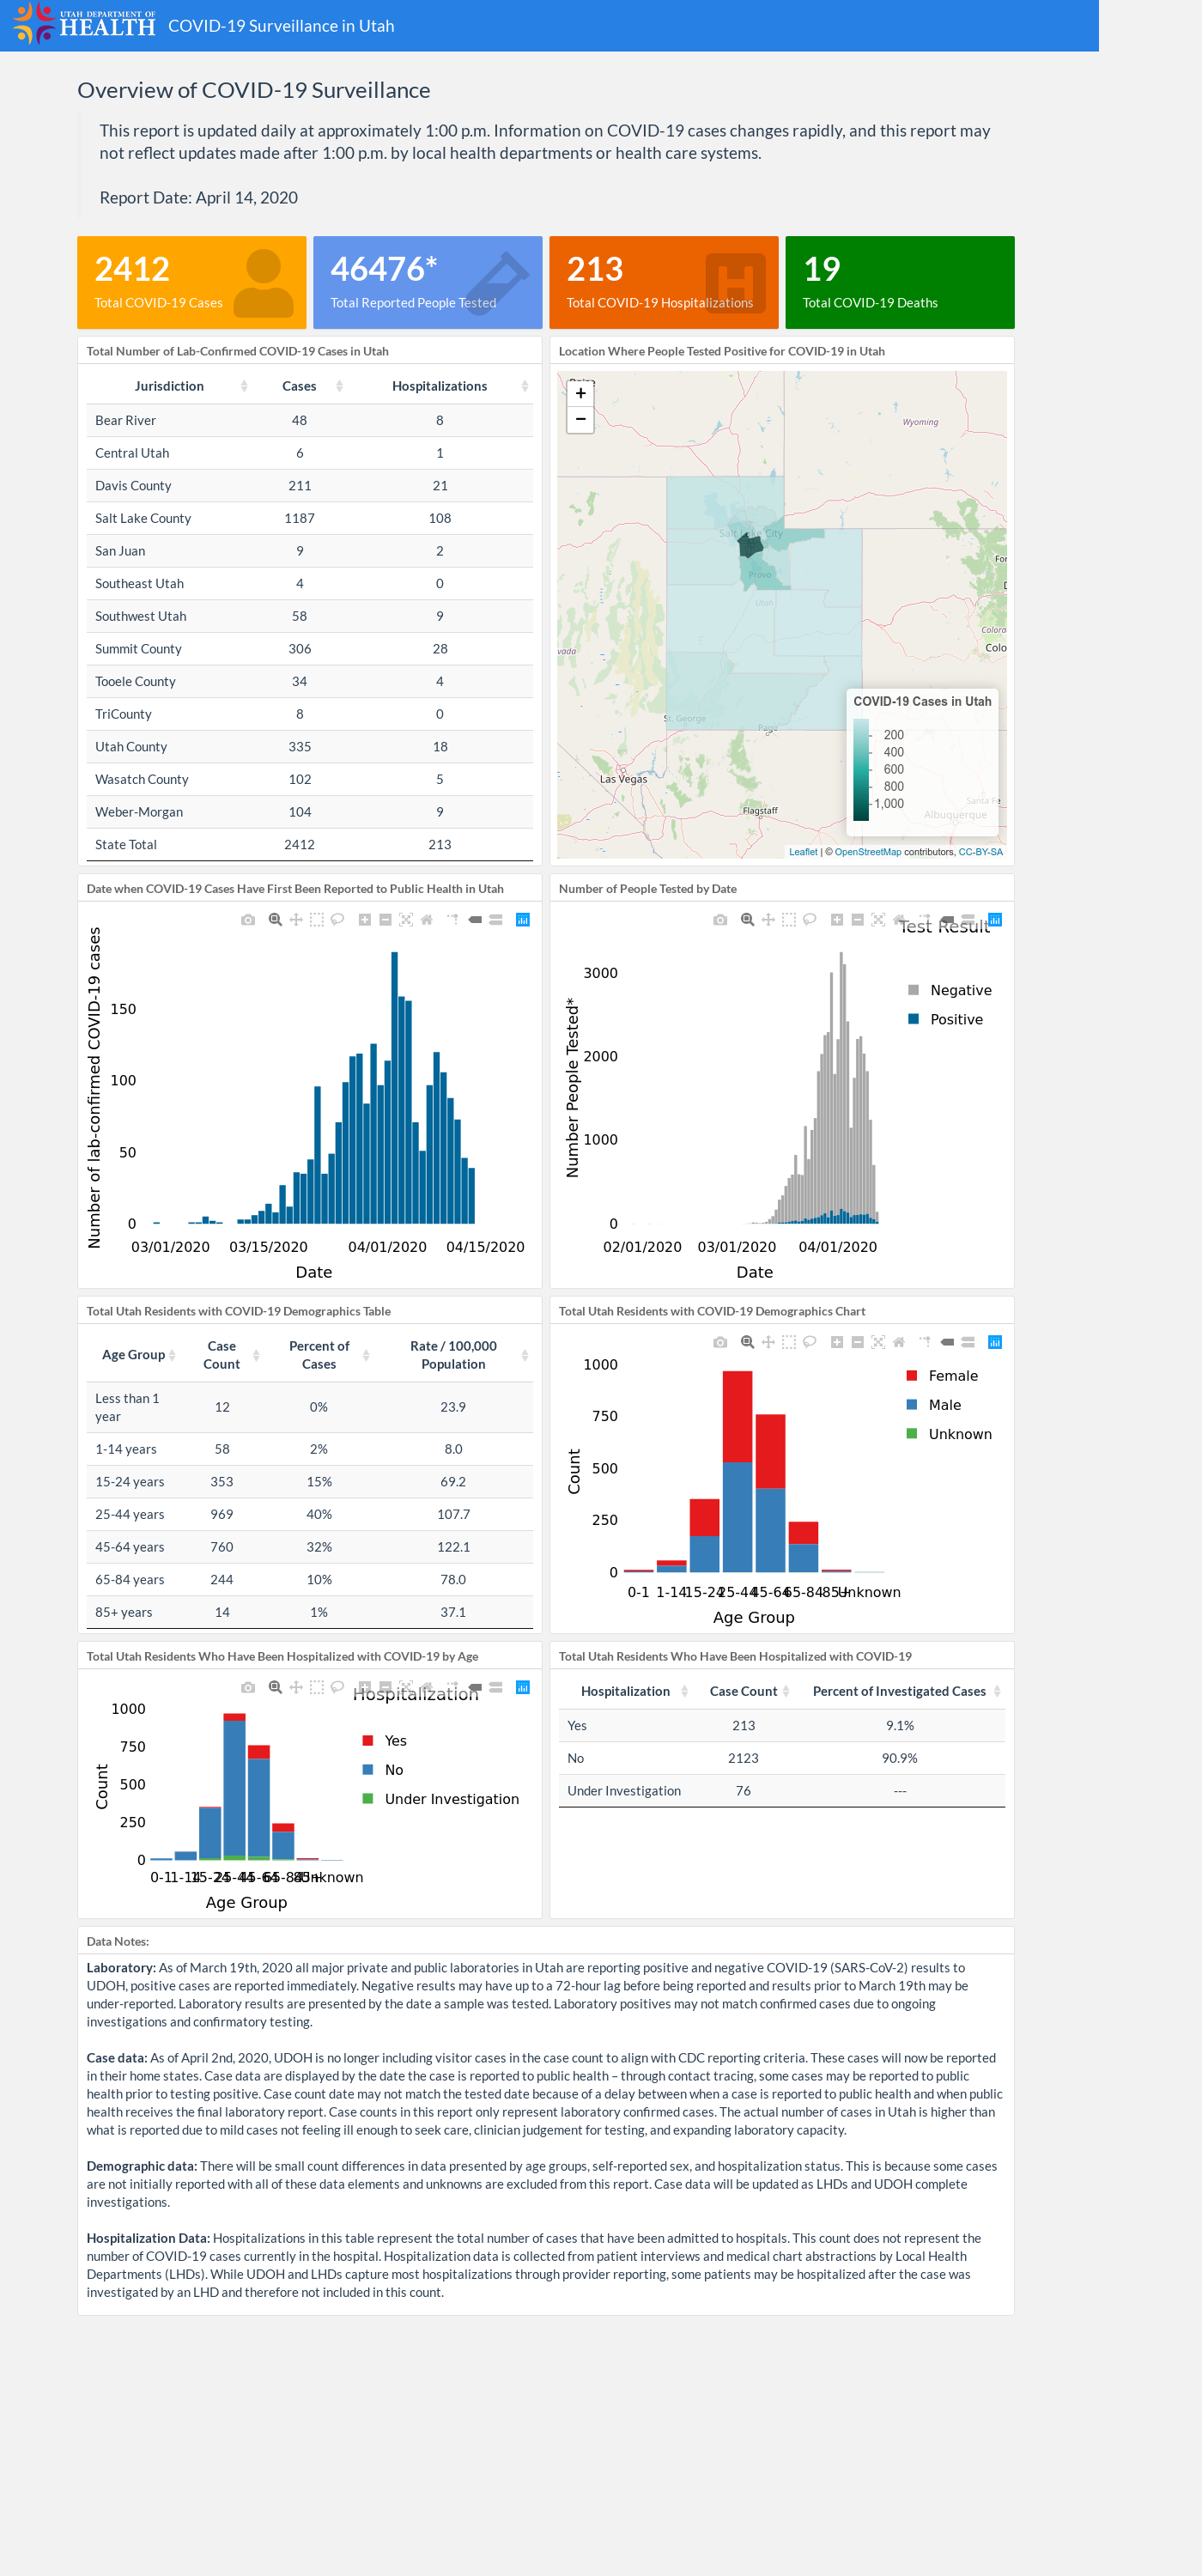 UTAH DEPARTMENT OF
HEALTH
COVID-19 Surveillance in Utah
Overview of COVID-19 Surveillance
This report is updated daily at approximately 1:00 p.m. Information on COVID-19 cases changes rapidly, and this report may
not reflect updates made after 1:00 p.m. by local health departments or health care systems.
Report Date: April 14, 2020
2412
Total COVID-19 Cases
46476*
Total Reported People Tested
213
Total COVID-19 Hospitalizations
19
Total COVID-19 Deaths
Total Number of Lab-Confirmed COVID-19 Cases in Utah
Jurisdiction Cases Hospitalizations
Bear River 48 8
Central Utah 6 1
Davis County 211 21
Salt Lake County 1187 108
San Juan 9 2
Southeast Utah 4 0
Southwest Utah 58 9
Summit County 306 28
Tooele County 34 4
TriCounty 8 0
Utah County 335 18
Wasatch County 102 5
Weber-Morgan 104 9
State Total 2412 213
Location Where People Tested Positive for COVID-19 in Utah
+
−
Wyoming
Salt Lake City
Provo
Utah
St. George
Page
Las Vegas
Flagstaff
Santa Fe
Albuquerque
COVID-19 Cases in Utah
200
400
600
800
1,000
Leaflet | © OpenStreetMap contributors, CC-BY-SA
Date when COVID-19 Cases Have First Been Reported to Public Health in Utah
Number of lab-confirmed COVID-19 cases
150
100
50
0
03/01/2020 03/15/2020 04/01/2020 04/15/2020
Date
Number of People Tested by Date
Test Result
Negative
Positive
Number People Tested*
3000
2000
1000
0
02/01/2020 03/01/2020 04/01/2020
Date
Total Utah Residents with COVID-19 Demographics Table
Age Group Case Count Percent of Cases Rate / 100,000 Population
Less than 1 year 12 0% 23.9
1-14 years 58 2% 8.0
15-24 years 353 15% 69.2
25-44 years 969 40% 107.7
45-64 years 760 32% 122.1
65-84 years 244 10% 78.0
85+ years 14 1% 37.1
Total Utah Residents with COVID-19 Demographics Chart
Female
Male
Unknown
Count
1000
750
500
250
0
0-1 1-14 15-24 25-44 45-64 65-84 85+ Unknown
Age Group
Total Utah Residents Who Have Been Hospitalized with COVID-19 by Age
Hospitalization
Yes
No
Under Investigation
Count
1000
750
500
250
0
0-1 1-14 15-24 25-44 45-64 65-84 85+ Unknown
Age Group
Total Utah Residents Who Have Been Hospitalized with COVID-19
Hospitalization Case Count Percent of Investigated Cases
Yes 213 9.1%
No 2123 90.9%
Under Investigation 76 ---
Data Notes:
Laboratory: As of March 19th, 2020 all major private and public laboratories in Utah are reporting positive and negative COVID-19 (SARS-CoV-2) results to
UDOH, positive cases are reported immediately. Negative results may have up to a 72-hour lag before being reported and results prior to March 19th may be
under-reported. Laboratory results are presented by the date a sample was tested. Laboratory positives may not match confirmed cases due to ongoing
investigations and confirmatory testing.
Case data: As of April 2nd, 2020, UDOH is no longer including visitor cases in the case count to align with CDC reporting criteria. These cases will now be reported
in their home states. Case data are displayed by the date the case is reported to public health – through contact tracing, some cases may be reported to public
health prior to testing positive. Case count date may not match the tested date because of a delay between when a case is reported to public health and when public
health receives the final laboratory report. Case counts in this report only represent laboratory confirmed cases. The actual number of cases in Utah is higher than
what is reported due to mild cases not feeling ill enough to seek care, clinician judgement for testing, and expanding laboratory capacity.
Demographic data: There will be small count differences in data presented by age groups, self-reported sex, and hospitalization status. This is because some cases
are not initially reported with all of these data elements and unknowns are excluded from this report. Case data will be updated as LHDs and UDOH complete
investigations.
Hospitalization Data: Hospitalizations in this table represent the total number of cases that have been admitted to hospitals. This count does not represent the
number of COVID-19 cases currently in the hospital. Hospitalization data is collected from patient interviews and medical chart abstractions by Local Health
Departments (LHDs). While UDOH and LHDs capture most hospitalizations through provider reporting, some patients may be hospitalized after the case was
investigated by an LHD and therefore not included in this count.